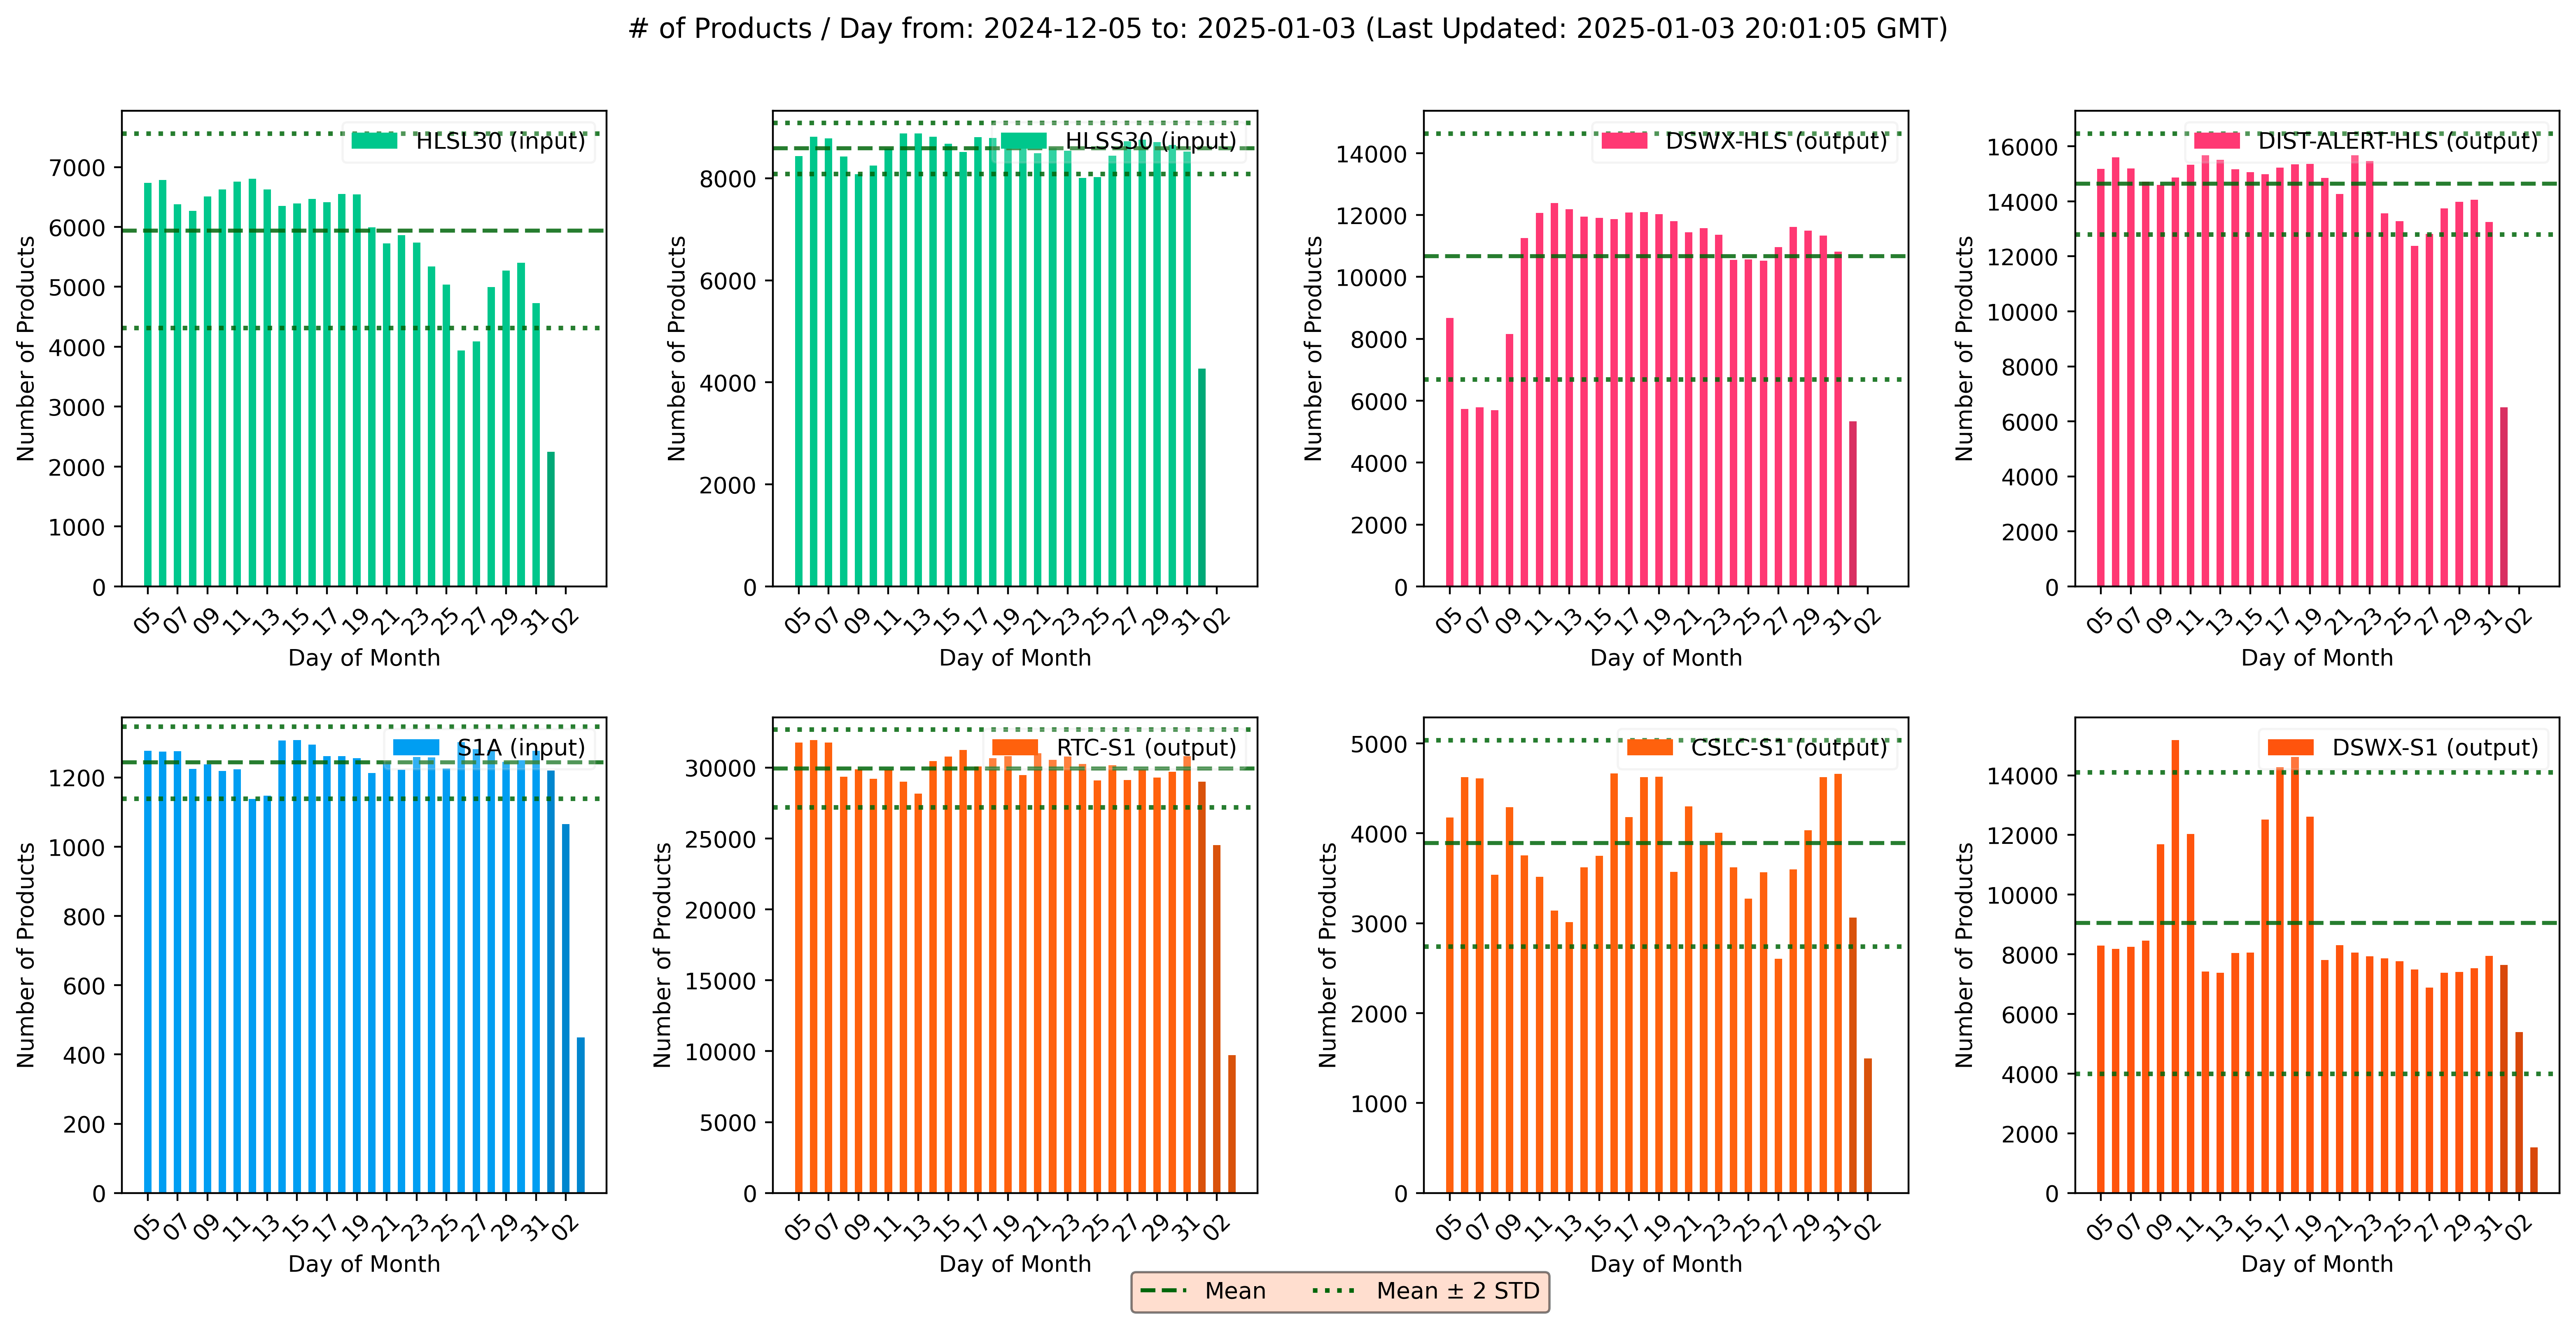 # of Products / Day from: 2024-12-05 to: 2025-01-03 (Last Updated: 2025-01-03 20:01:05 GMT)
HLSL30 (input)
Number of Products
7000
6000
5000
4000
3000
2000
1000
0
05 07 09 11 13 15 17 19 21 23 25 27 29 31 02
Day of Month
HLSS30 (input)
Number of Products
8000
6000
4000
2000
0
05 07 09 11 13 15 17 19 21 23 25 27 29 31 02
Day of Month
DSWX-HLS (output)
Number of Products
14000
12000
10000
8000
6000
4000
2000
0
05 07 09 11 13 15 17 19 21 23 25 27 29 31 02
Day of Month
DIST-ALERT-HLS (output)
Number of Products
16000
14000
12000
10000
8000
6000
4000
2000
0
05 07 09 11 13 15 17 19 21 23 25 27 29 31 02
Day of Month
S1A (input)
Number of Products
1200
1000
800
600
400
200
0
05 07 09 11 13 15 17 19 21 23 25 27 29 31 02
Day of Month
RTC-S1 (output)
Number of Products
30000
25000
20000
15000
10000
5000
0
05 07 09 11 13 15 17 19 21 23 25 27 29 31 02
Day of Month
CSLC-S1 (output)
Number of Products
5000
4000
3000
2000
1000
0
05 07 09 11 13 15 17 19 21 23 25 27 29 31 02
Day of Month
DSWX-S1 (output)
Number of Products
14000
12000
10000
8000
6000
4000
2000
0
05 07 09 11 13 15 17 19 21 23 25 27 29 31 02
Day of Month
Mean
Mean ± 2 STD